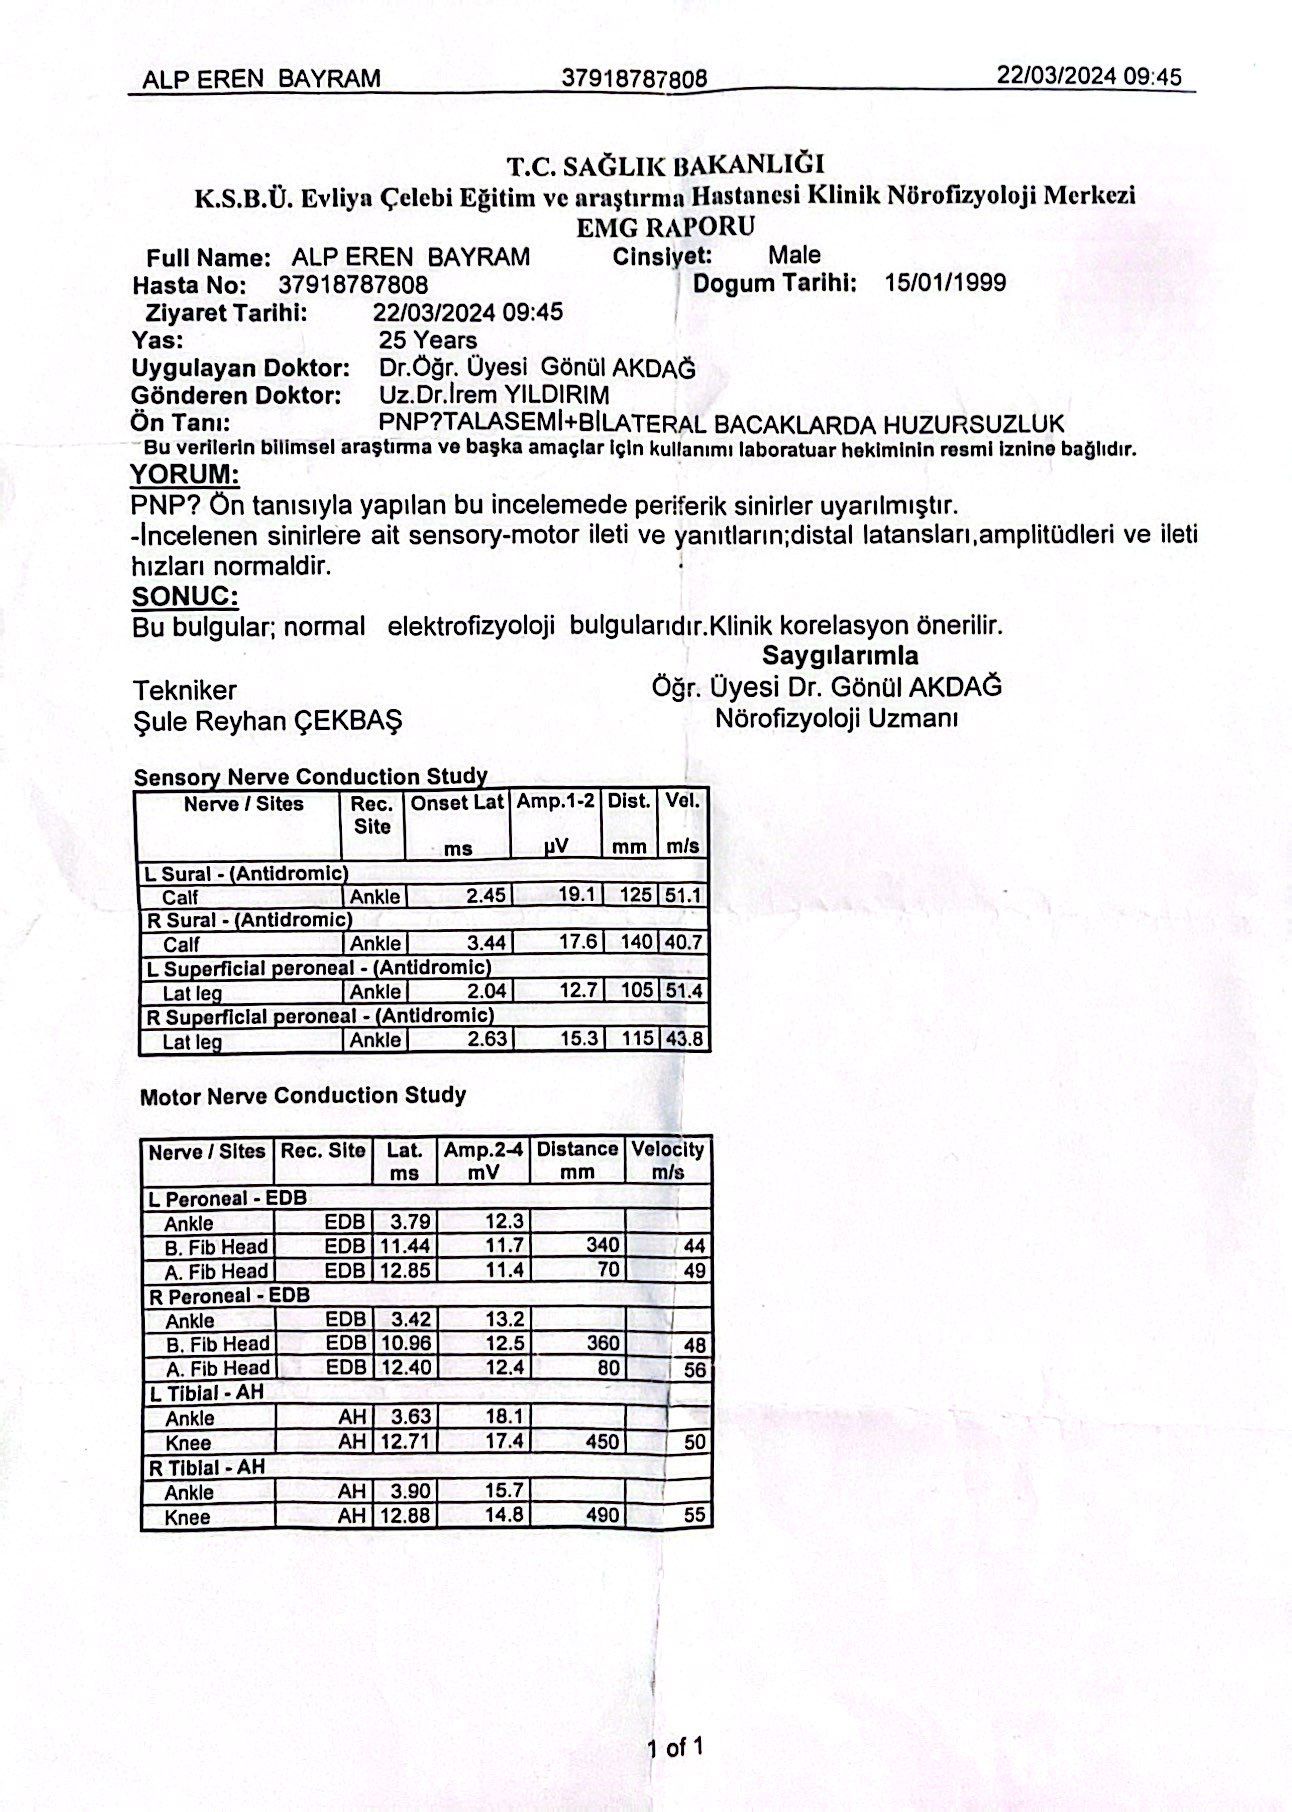 ALP EREN BAYRAM 37918787808 22/03/2024 09:45
T.C. SAĞLIK BAKANLIĞI
K.S.B.Ü. Evliya Çelebi Eğitim ve araştırma Hastanesi Klinik Nörofizyoloji Merkezi
EMG RAPORU
Full Name: ALP EREN BAYRAM Cinsiyet: Male
Hasta No: 37918787808 Dogum Tarihi: 15/01/1999
Ziyaret Tarihi: 22/03/2024 09:45
Yas: 25 Years
Uygulayan Doktor: Dr.Öğr. Üyesi Gönül AKDAĞ
Gönderen Doktor: Uz.Dr.İrem YILDIRIM
Ön Tanı: PNP?TALASEMİ+BİLATERAL BACAKLARDA HUZURSUZLUK
Bu verilerin bilimsel araştırma ve başka amaçlar için kullanımı laboratuar hekiminin resmi iznine bağlıdır.
YORUM:
PNP? Ön tanısıyla yapılan bu incelemede periferik sinirler uyarılmıştır.
-İncelenen sinirlere ait sensory-motor ileti ve yanıtların;distal latansları,amplitüdleri ve ileti
hızları normaldir.
SONUC:
Bu bulgular; normal elektrofizyoloji bulgularıdır.Klinik korelasyon önerilir.
Saygılarımla
Tekniker Öğr. Üyesi Dr. Gönül AKDAĞ
Şule Reyhan ÇEKBAŞ Nörofizyoloji Uzmanı
Sensory Nerve Conduction Study
Nerve / Sites Rec. Onset Lat Amp.1-2 Dist. Vel.
Site
ms µV mm m/s
L Sural - (Antidromic)
Calf Ankle 2.45 19.1 125 51.1
R Sural - (Antidromic)
Calf Ankle 3.44 17.6 140 40.7
L Superficial peroneal - (Antidromic)
Lat leg Ankle 2.04 12.7 105 51.4
R Superficial peroneal - (Antidromic)
Lat leg Ankle 2.63 15.3 115 43.8
Motor Nerve Conduction Study
Nerve / Sites Rec. Site Lat. Amp.2-4 Distance Velocity
ms mV mm m/s
L Peroneal - EDB
Ankle EDB 3.79 12.3
B. Fib Head EDB 11.44 11.7 340 44
A. Fib Head EDB 12.85 11.4 70 49
R Peroneal - EDB
Ankle EDB 3.42 13.2
B. Fib Head EDB 10.96 12.5 360 48
A. Fib Head EDB 12.40 12.4 80 56
L Tibial - AH
Ankle AH 3.63 18.1
Knee AH 12.71 17.4 450 50
R Tibial - AH
Ankle AH 3.90 15.7
Knee AH 12.88 14.8 490 55
1 of 1